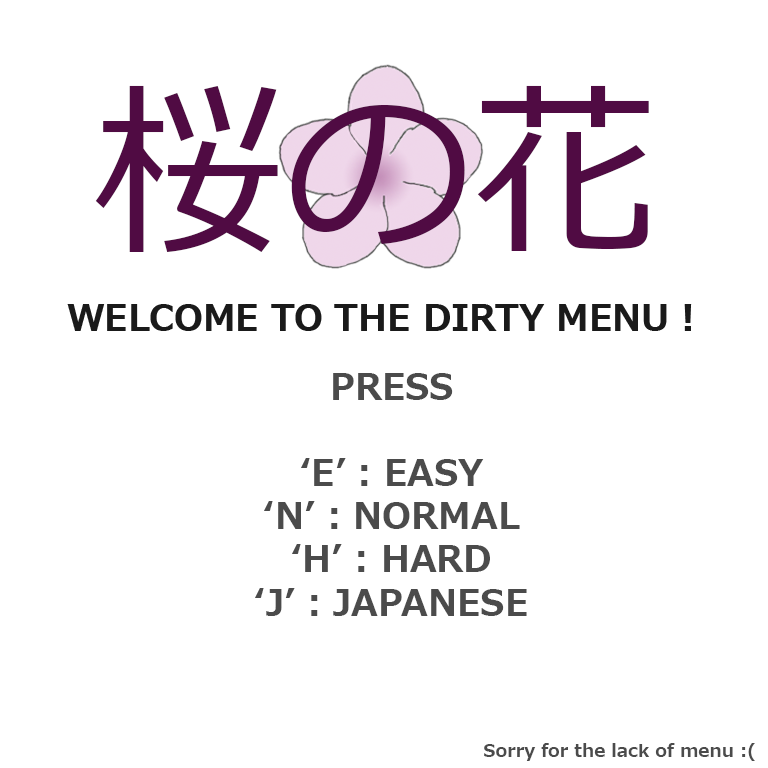 桜の花
WELCOME TO THE DIRTY MENU !
PRESS
‘E’ : EASY
‘N’ : NORMAL
‘H’ : HARD
‘J’ : JAPANESE
Sorry for the lack of menu :(